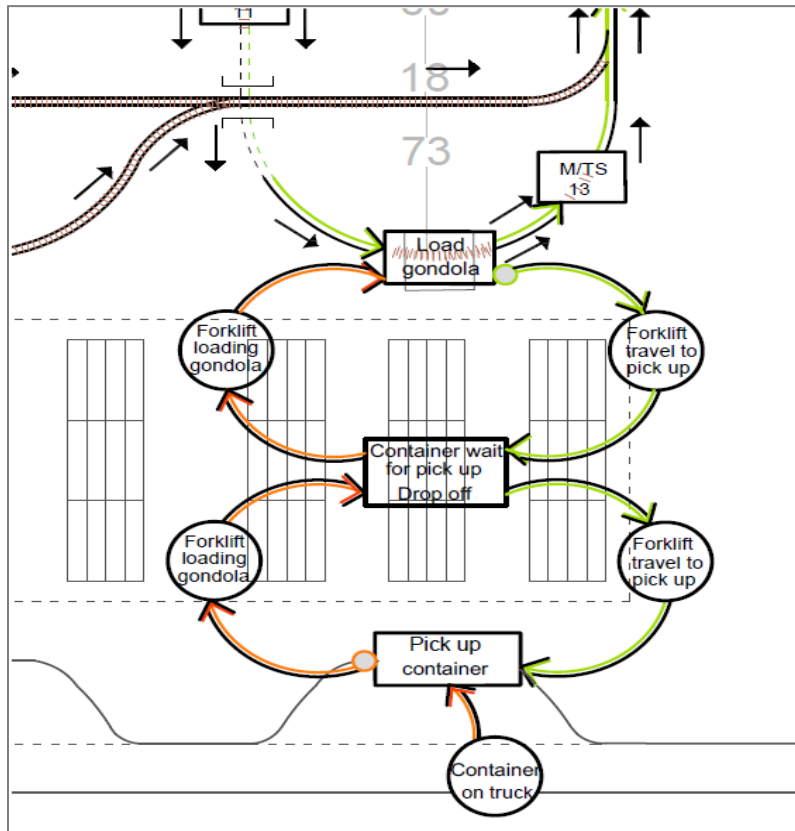 18
73
M/TS
13
Load
gondola
Forklift
loading
gondola
Forklift
travel to
pick up
Container wait
for pick up
Drop off
Forklift
loading
gondola
Forklift
travel to
pick up
Pick up
container
Container
on truck